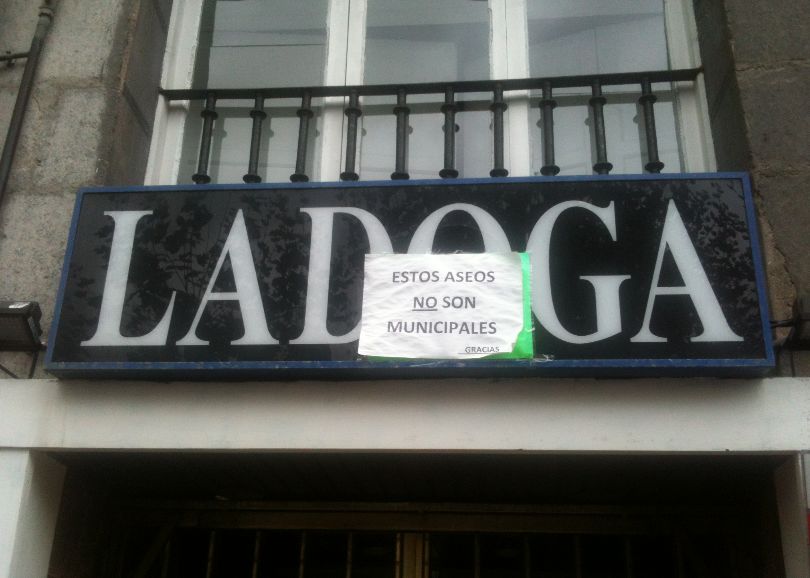 LADOGA
ESTOS ASEOS
NO SON
MUNICIPALES
GRACIAS